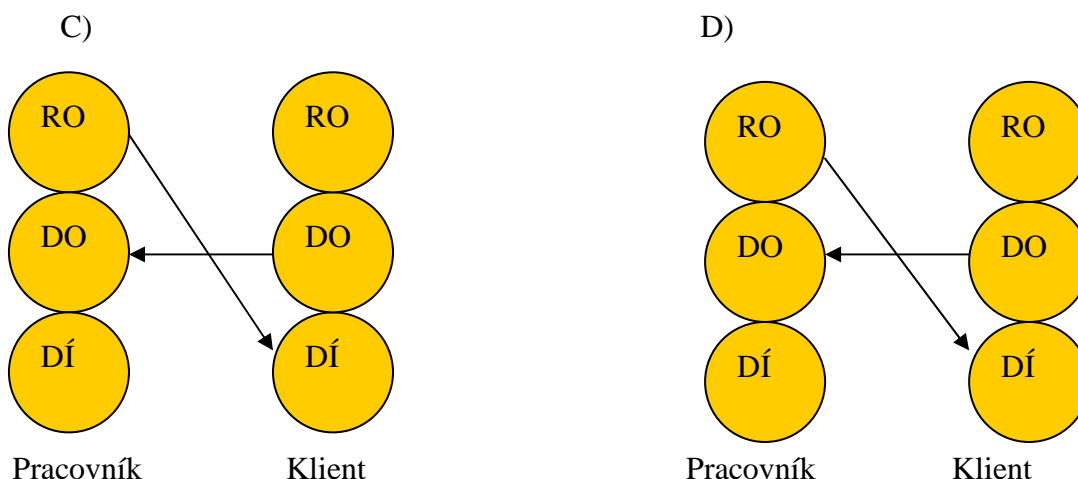 C)
RO RO
DO DO
DÍ DÍ
Pracovník Klient
D)
RO RO
DO DO
DÍ DÍ
Pracovník Klient